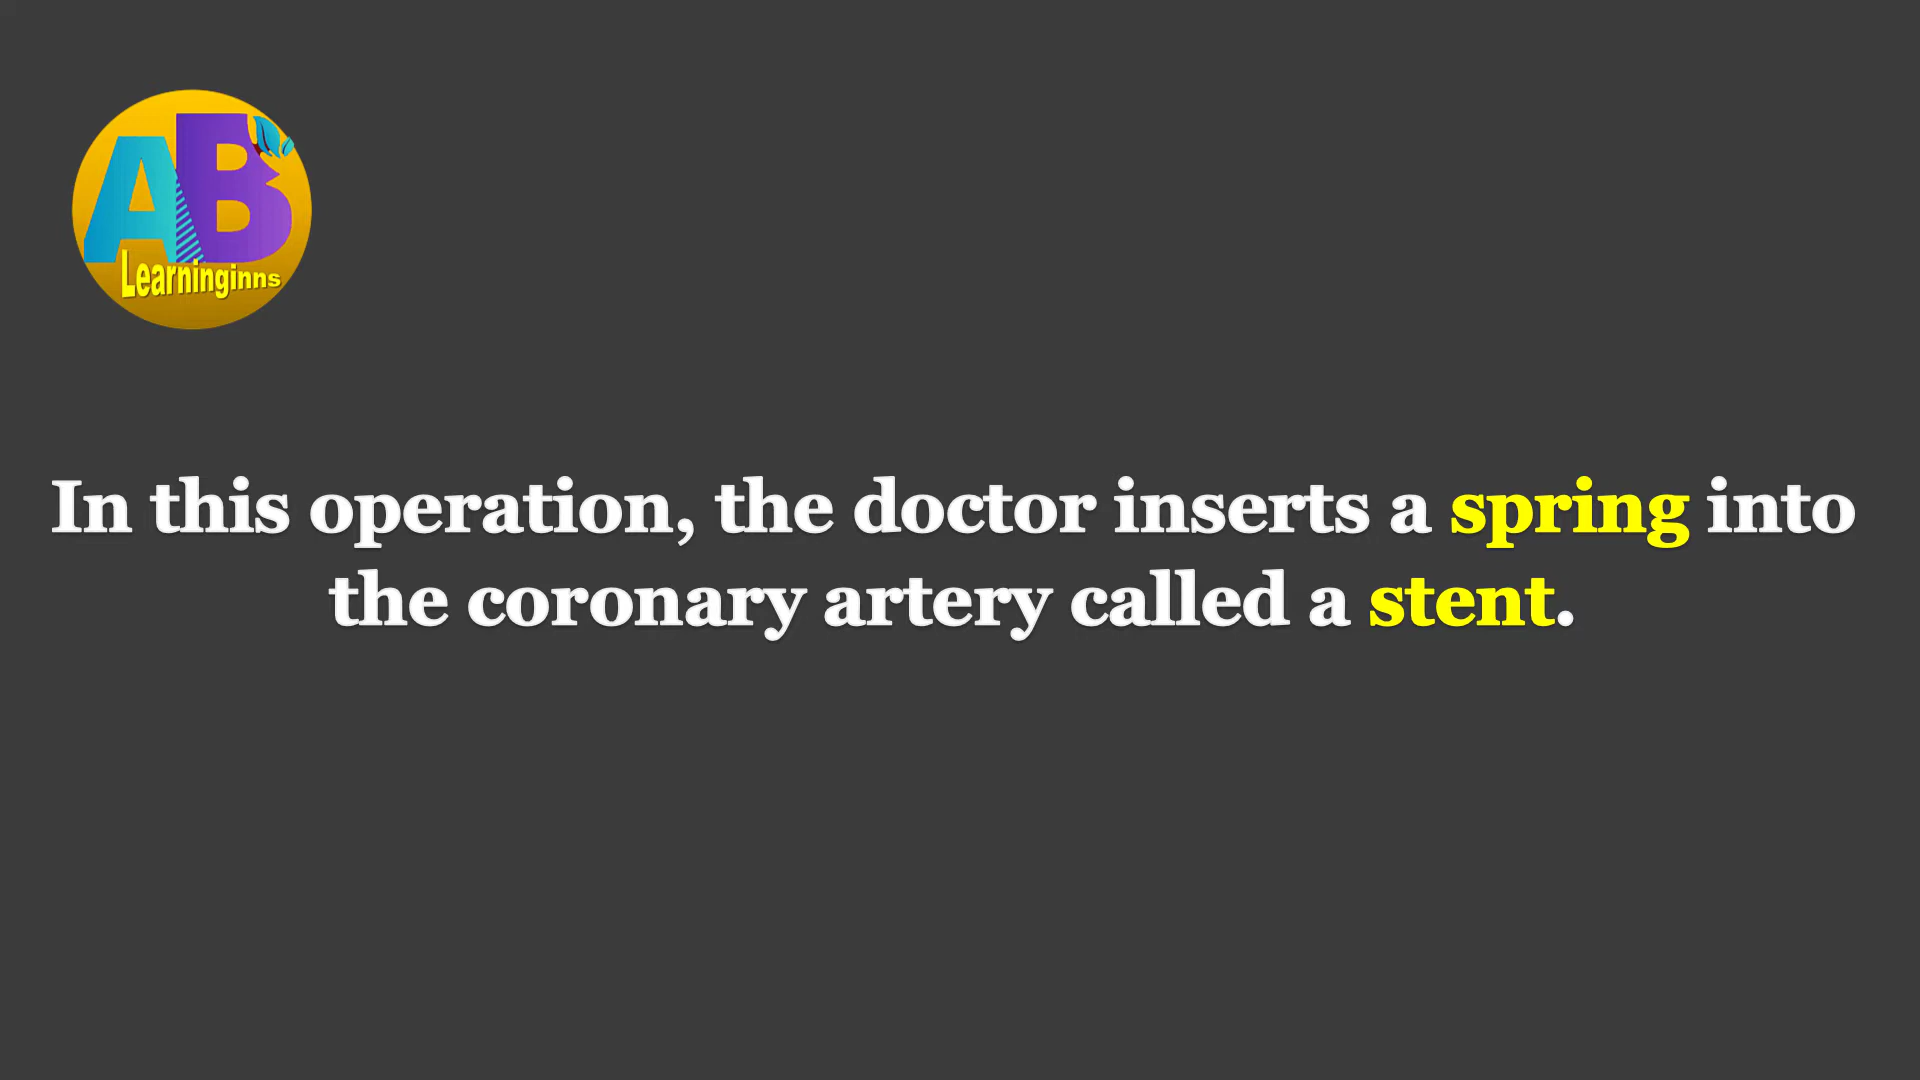 AB
Learninginns
In this operation, the doctor inserts a spring into
the coronary artery called a stent.